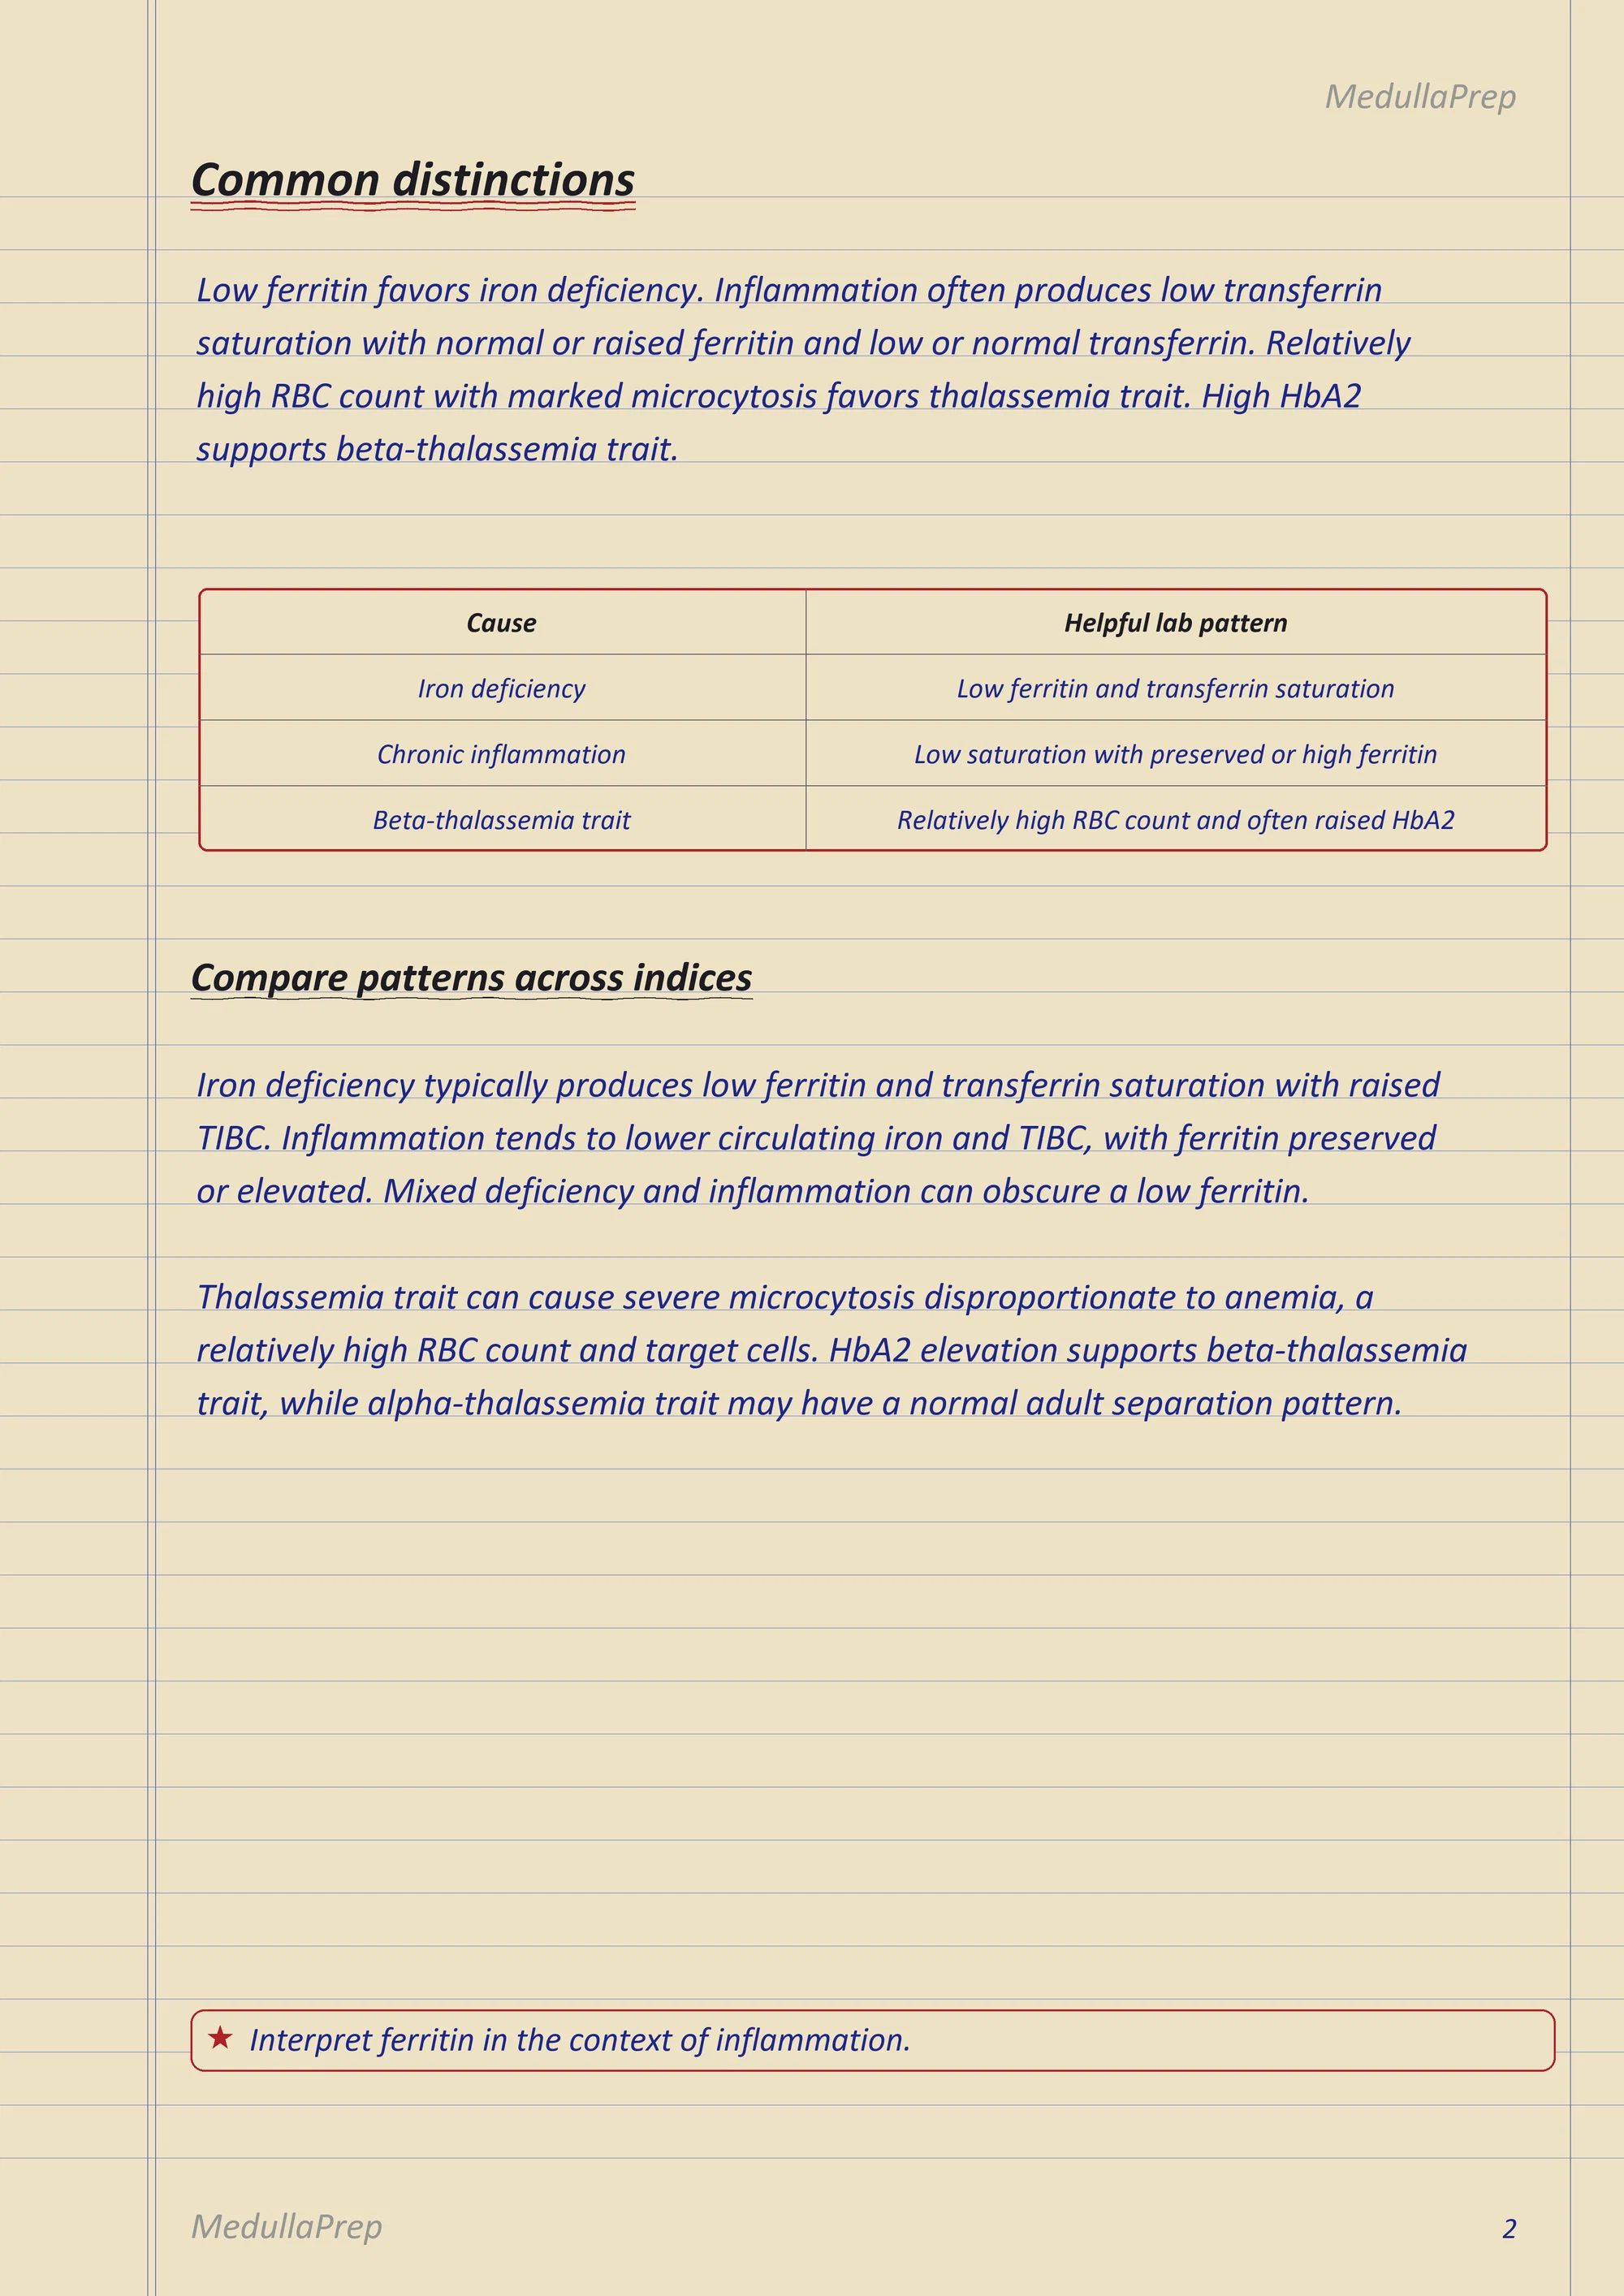 MedullaPrep
Common distinctions
Low ferritin favors iron deficiency. Inflammation often produces low transferrin
saturation with normal or raised ferritin and low or normal transferrin. Relatively
high RBC count with marked microcytosis favors thalassemia trait. High HbA2
supports beta-thalassemia trait.
Cause Helpful lab pattern
Iron deficiency Low ferritin and transferrin saturation
Chronic inflammation Low saturation with preserved or high ferritin
Beta-thalassemia trait Relatively high RBC count and often raised HbA2
Compare patterns across indices
Iron deficiency typically produces low ferritin and transferrin saturation with raised
TIBC. Inflammation tends to lower circulating iron and TIBC, with ferritin preserved
or elevated. Mixed deficiency and inflammation can obscure a low ferritin.
Thalassemia trait can cause severe microcytosis disproportionate to anemia, a
relatively high RBC count and target cells. HbA2 elevation supports beta-thalassemia
trait, while alpha-thalassemia trait may have a normal adult separation pattern.
★ Interpret ferritin in the context of inflammation.
MedullaPrep 2